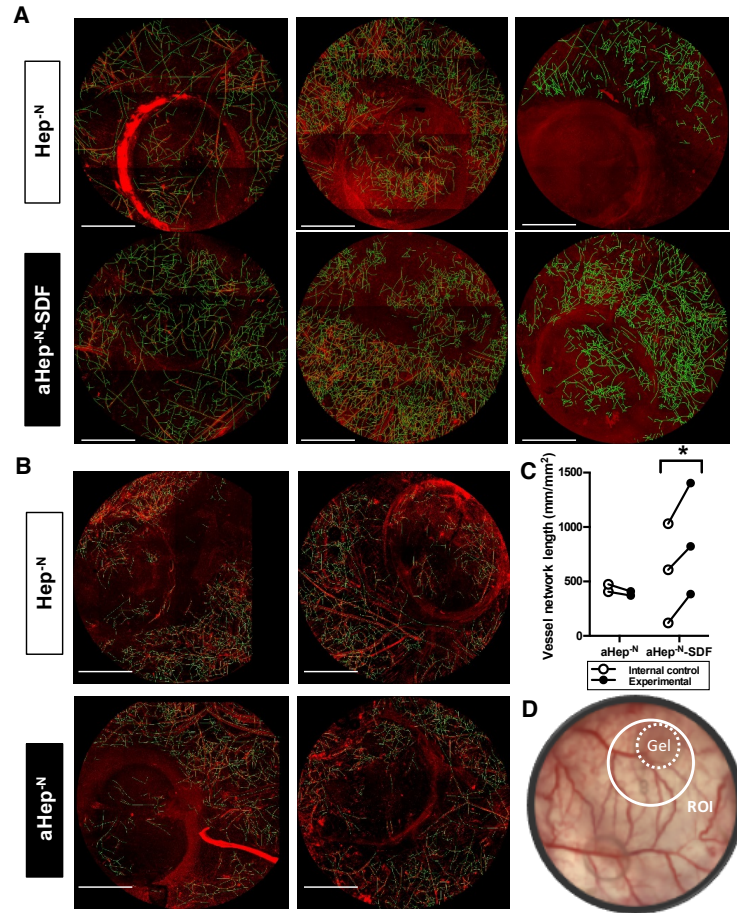 A
Hep-N
aHep-N-SDF
B
Hep-N
aHep-N
C
*
Vessel network length (mm/mm²)
1500
1000
500
0
aHep-N
aHep-N-SDF
Internal control
Experimental
D
Gel
ROI